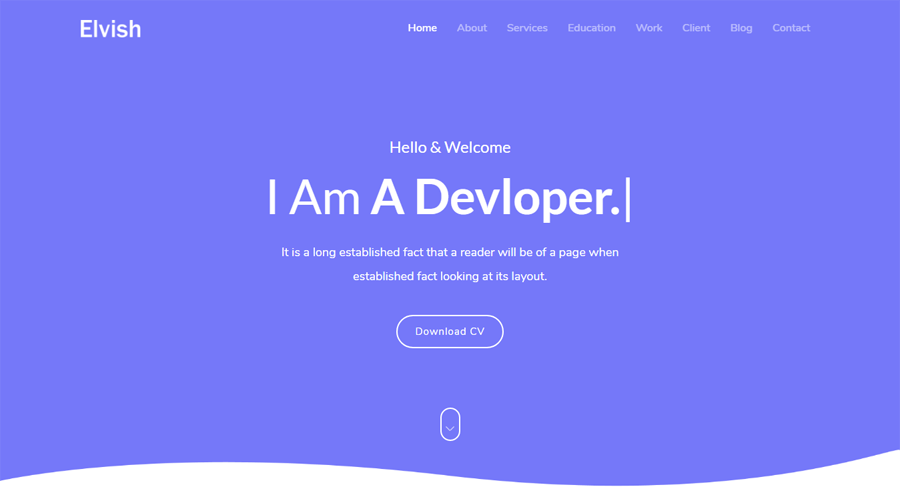 Elvish
Home About Services Education Work Client Blog Contact
Hello & Welcome
I Am A Devloper.|
It is a long established fact that a reader will be of a page when
established fact looking at its layout.
Download CV